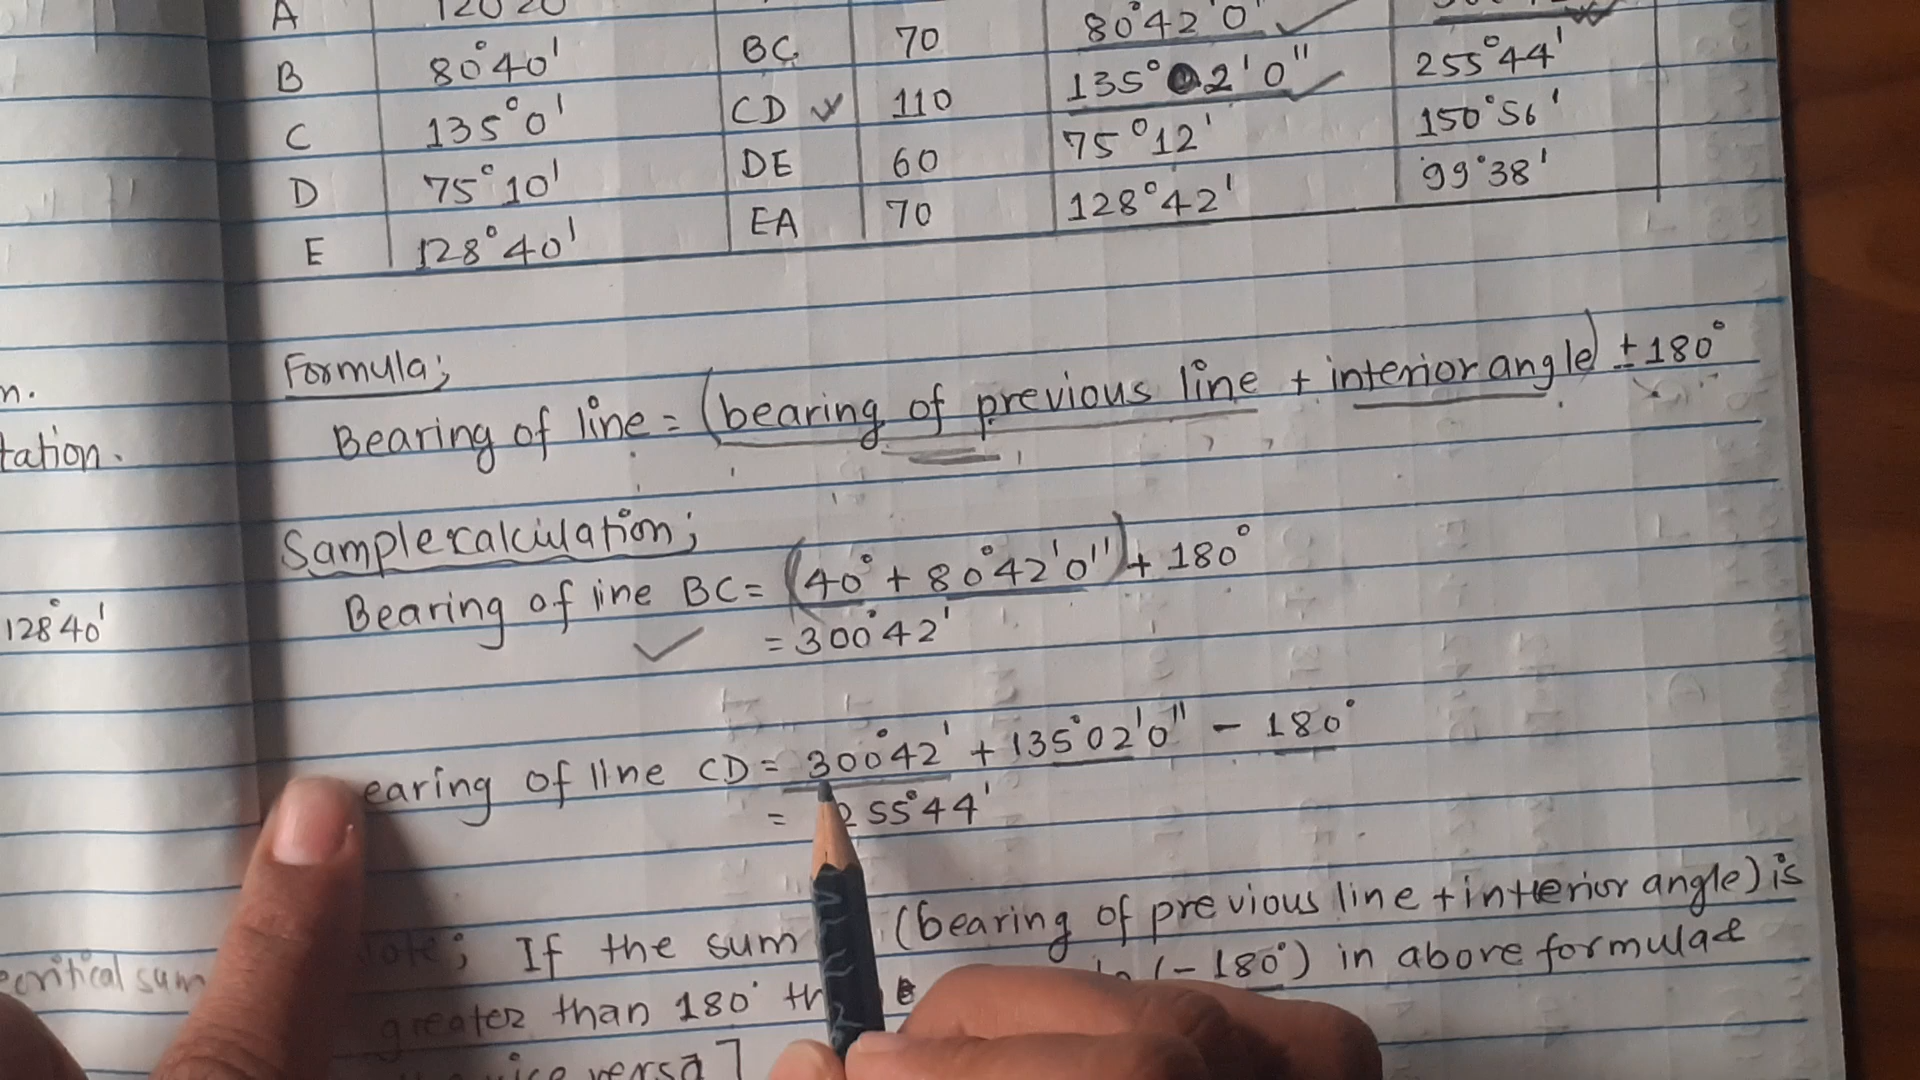 A
B 80°40' BC 70 80°42'0"
C 135°0' CD 110 135°02'0" 255°44'
D 75°10' DE 60 75°12' 150°56'
E 128°40' EA 70 128°42' 99°38'
n.
tation.
128°40'
Formula;
Bearing of line = (bearing of previous line + interior angle) ± 180°
Sample calculation;
Bearing of line BC = (40° + 80°42'0") + 180°
= 300°42'
earing of line CD = 300°42' + 135°02'0" - 180°
= 255°44'
If the sum (bearing of previous line + interior angle) is
greater than 180° (-180°) in above formulae
versa]
critical sum